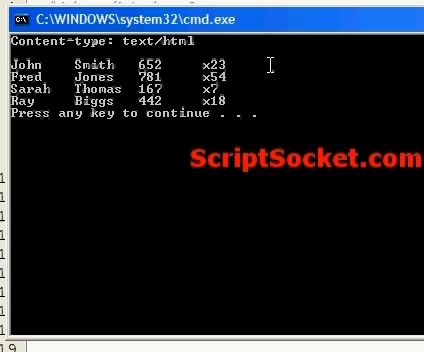 C:\WINDOWS\system32\cmd.exe
Content-type: text/html
John Smith 652 x23
Fred Jones 781 x54
Sarah Thomas 167 x7
Ray Biggs 442 x18
Press any key to continue . . .
ScriptSocket.com
19